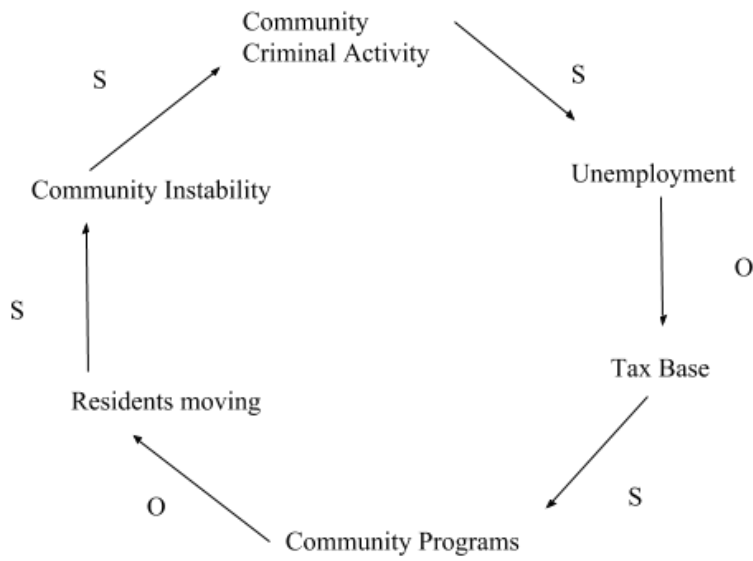 Community
Criminal Activity
S
S
Unemployment
Community Instability
O
S
Tax Base
Residents moving
S
O
Community Programs